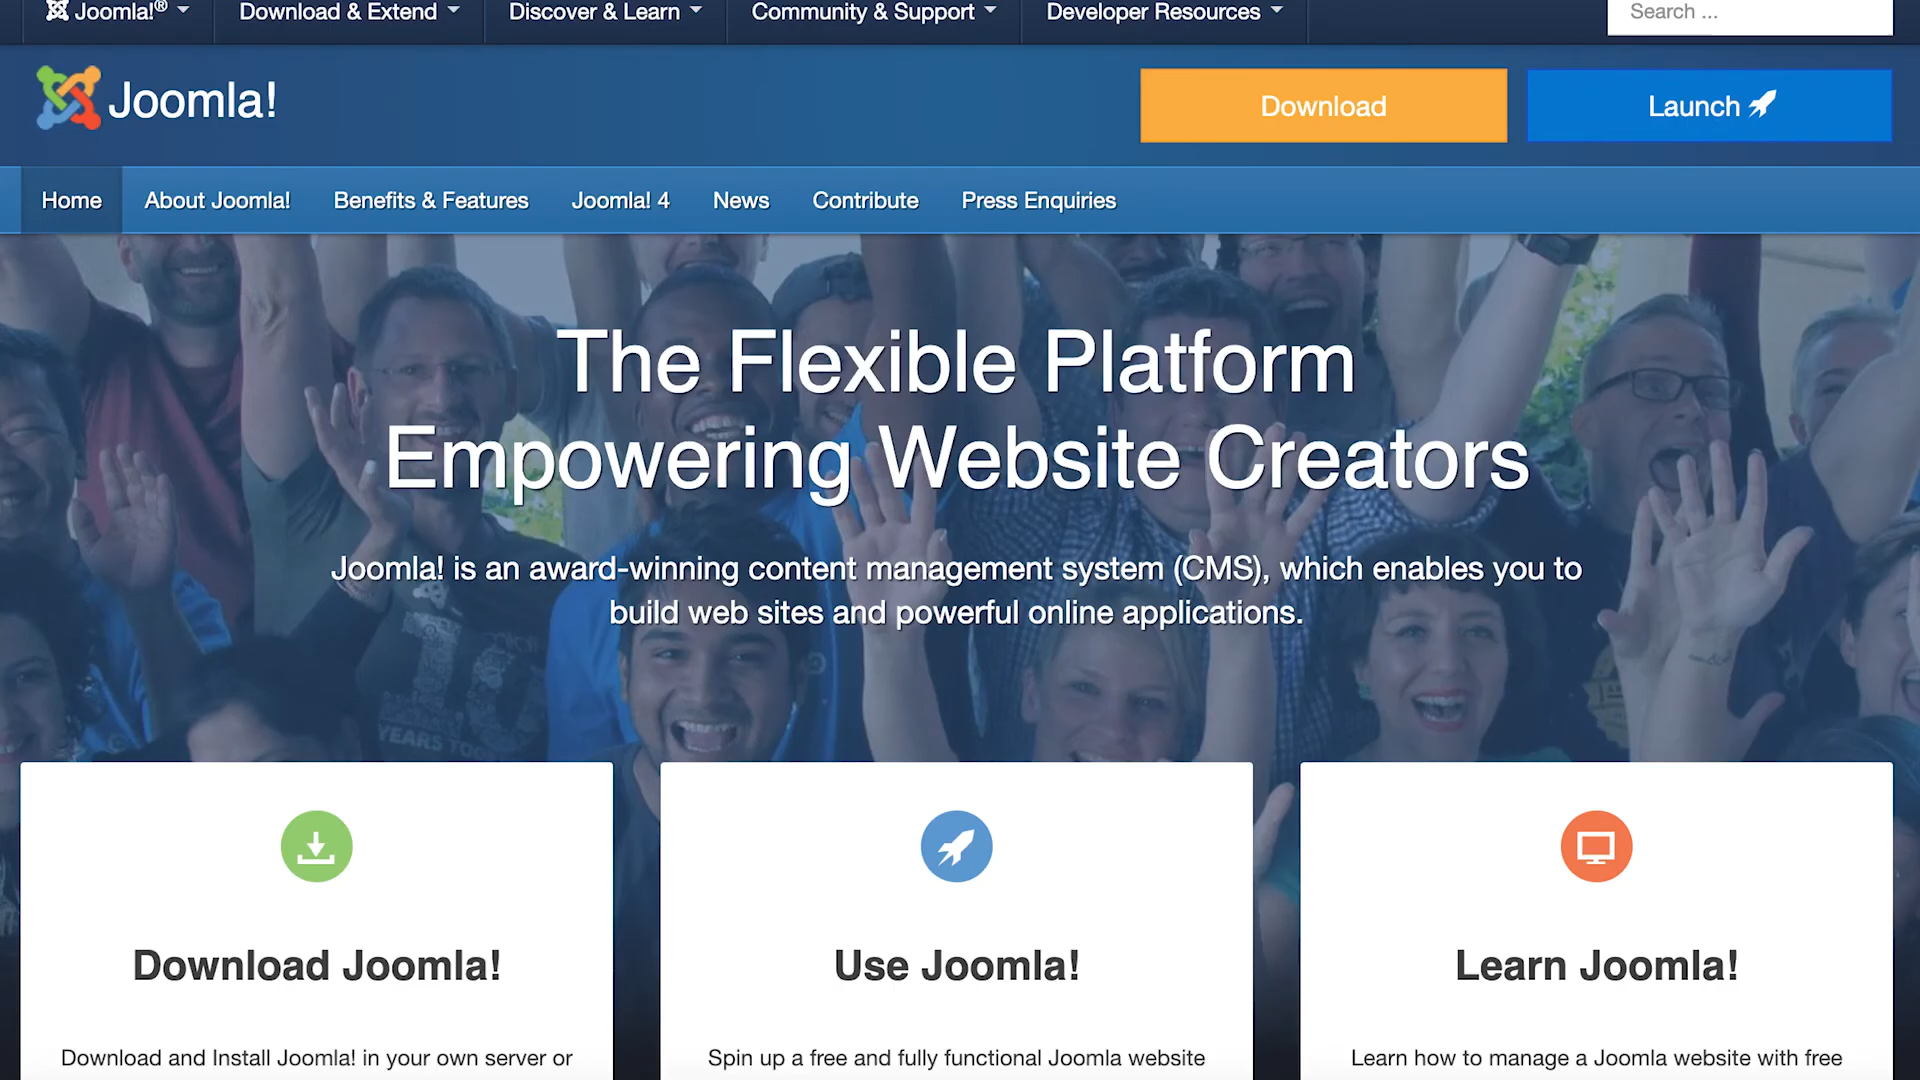 Joomla!® Download & Extend Discover & Learn Community & Support Developer Resources Search ...
Joomla! Download Launch
Home About Joomla! Benefits & Features Joomla! 4 News Contribute Press Enquiries
The Flexible Platform
Empowering Website Creators
Joomla! is an award-winning content management system (CMS), which enables you to
build web sites and powerful online applications.
10
YEARS
Download Joomla! Use Joomla! Learn Joomla!
Download and Install Joomla! in your own server or
Spin up a free and fully functional Joomla website
Learn how to manage a Joomla website with free